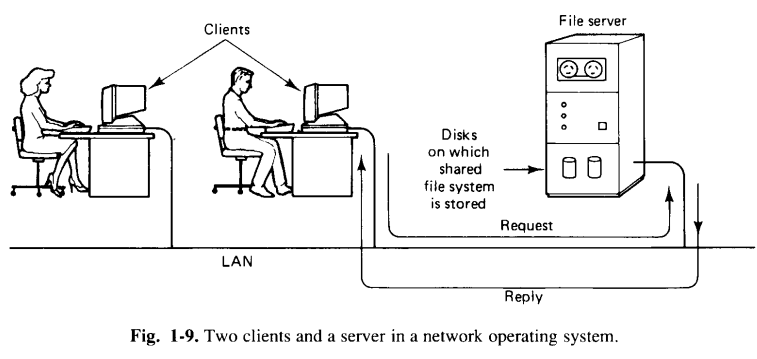 Clients
File server
Disks
on which
shared
file system
is stored
Request
LAN
Reply
Fig. 1-9. Two clients and a server in a network operating system.